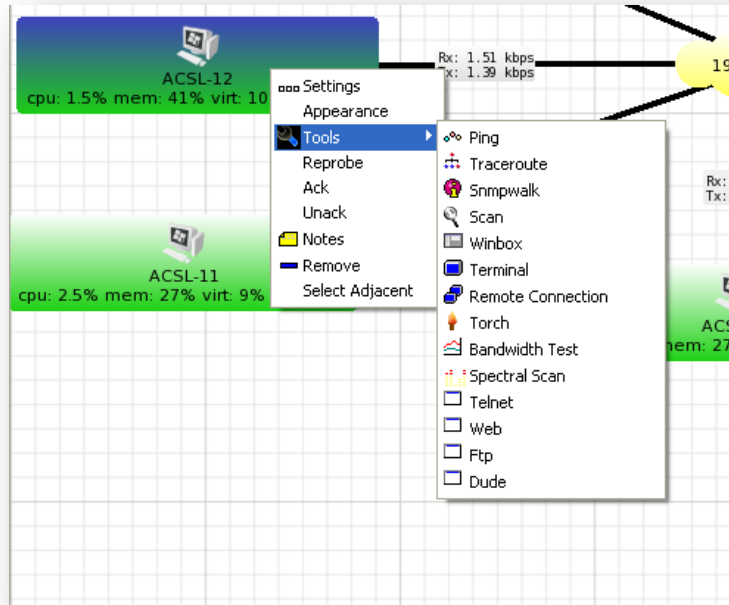 ACSL-12
cpu: 1.5% mem: 41% virt: 10
Rx: 1.51 kbps
Tx: 1.39 kbps
19
Settings
Appearance
Tools
Reprobe
Ack
Unack
Notes
Remove
Select Adjacent
Ping
Traceroute
Snmpwalk
Scan
Winbox
Terminal
Remote Connection
Torch
Bandwidth Test
Spectral Scan
Telnet
Web
Ftp
Dude
Rx:
Tx:
ACSL-11
cpu: 2.5% mem: 27% virt: 9%
ACS
mem: 27